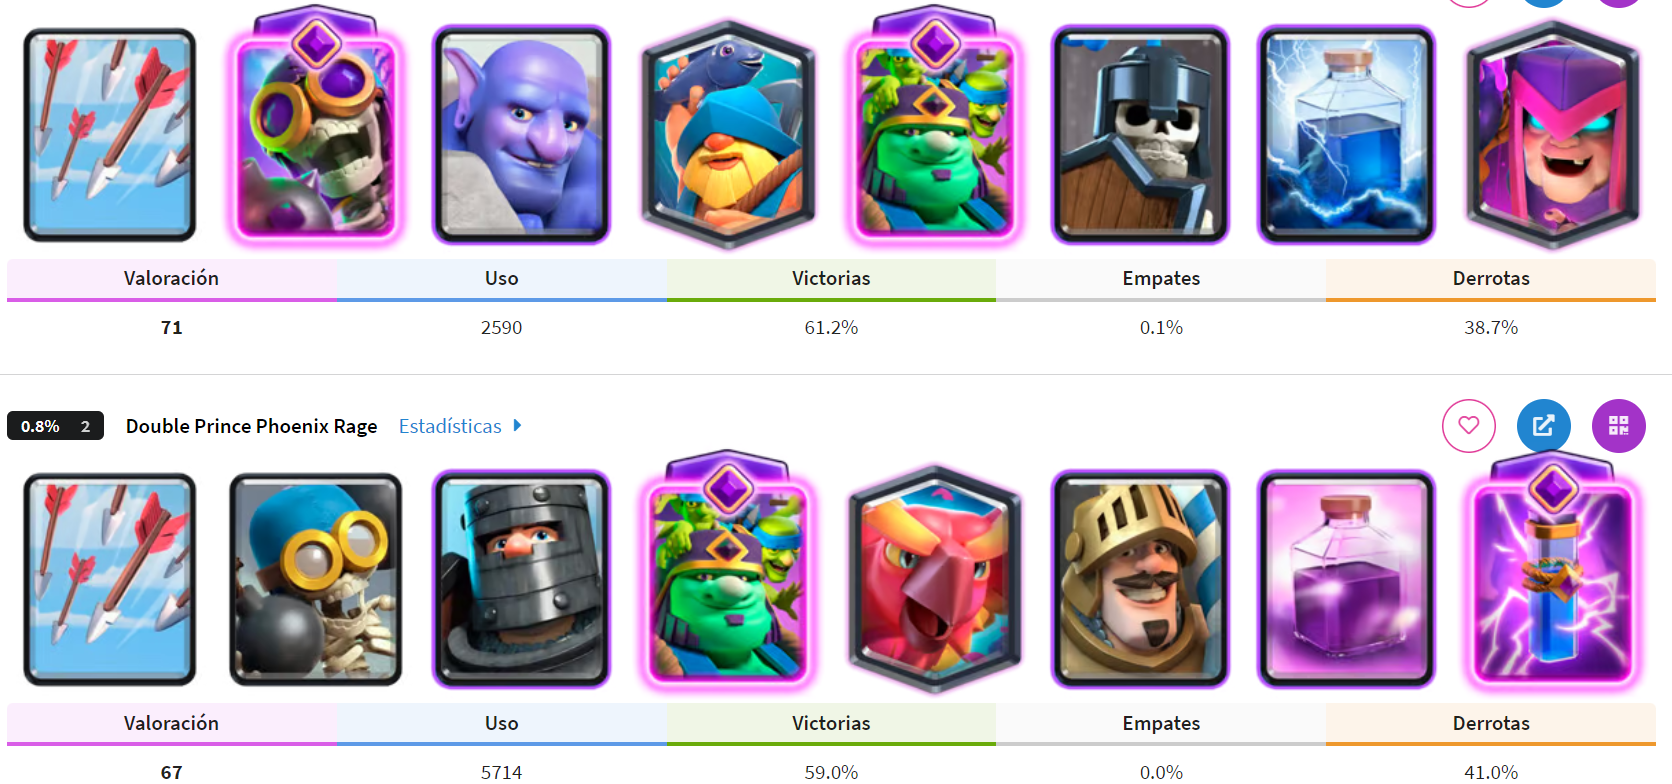 Valoración Uso Victorias Empates Derrotas
71 2590 61.2% 0.1% 38.7%
0.8% 2 Double Prince Phoenix Rage Estadísticas
Valoración Uso Victorias Empates Derrotas
67 5714 59.0% 0.0% 41.0%